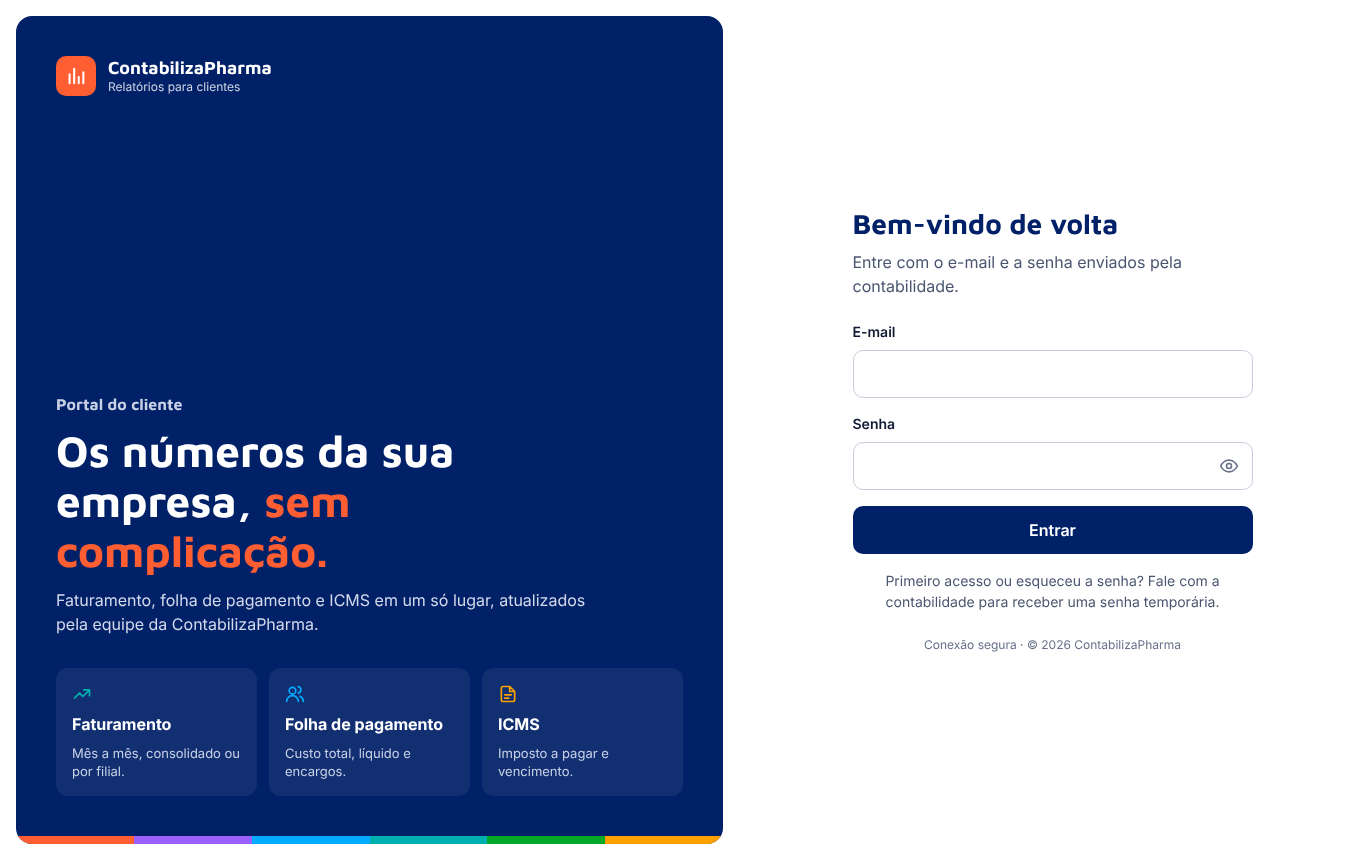 ContabilizaPharma
Relatórios para clientes
Portal do cliente
Os números da sua
empresa, sem
complicação.
Faturamento, folha de pagamento e ICMS em um só lugar, atualizados
pela equipe da ContabilizaPharma.
Faturamento
Mês a mês, consolidado ou
por filial.
Folha de pagamento
Custo total, líquido e
encargos.
ICMS
Imposto a pagar e
vencimento.
Bem-vindo de volta
Entre com o e-mail e a senha enviados pela
contabilidade.
E-mail
Senha
Entrar
Primeiro acesso ou esqueceu a senha? Fale com a
contabilidade para receber uma senha temporária.
Conexão segura · © 2026 ContabilizaPharma